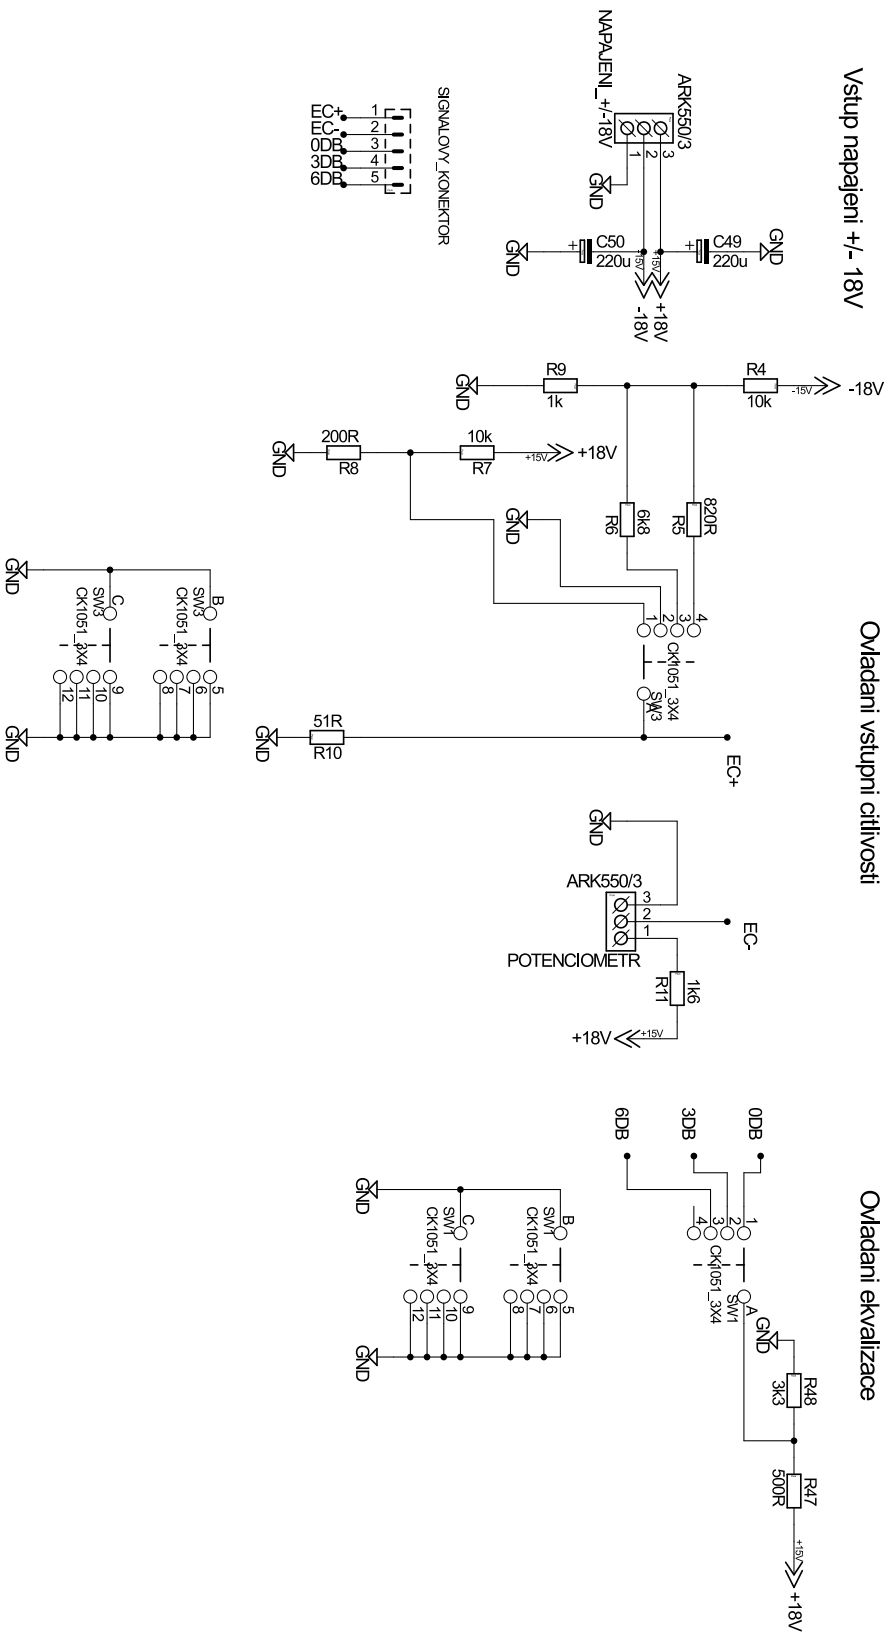 Vstup napajeni +/- 18V
NAPAJENI_+/-18V
ARK550/3
1
2
3
GND
GND
C50
220u
+
C49
220u
+
GND
+15V
+15V
-18V
+18V
SIGNALOVY_KONEKTOR
EC+
EC-
0DB
3DB
6DB
1
2
3
4
5
Ovladani vstupni citlivosti
GND
R9
1k
R4
10k
-15V
-18V
GND
200R
R8
10k
R7
+15V
+18V
GND
6k8
R6
820R
R5
1
2
3
4
CK1051_3X4
SW3
A
GND
51R
R10
EC+
GND
C
SW3
CK1051_3X4
9
10
11
12
B
SW3
CK1051_3X4
5
6
7
8
GND
GND
ARK550/3
3
2
1
POTENCIOMETR
EC-
1k6
R11
+18V
+15V
Ovladani ekvalizace
0DB
3DB
6DB
1
2
3
4
CK1051_3X4
SW1
A
GND
R48
3k3
R47
500R
+15V
+18V
GND
C
SW1
CK1051_3X4
9
10
11
12
B
SW1
CK1051_3X4
5
6
7
8
GND